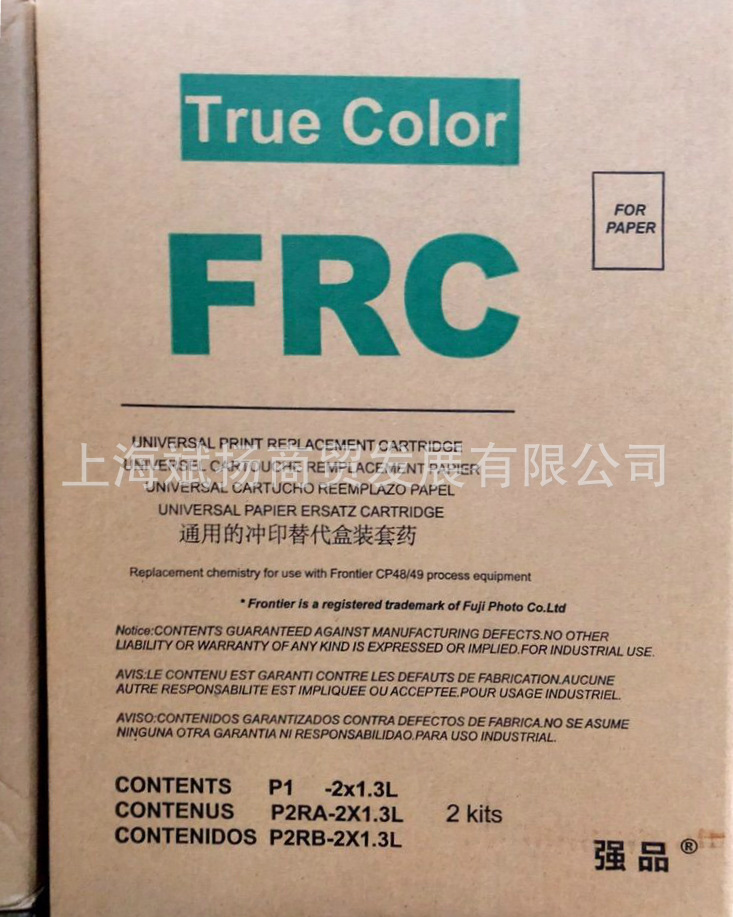 True Color
FOR
PAPER
FRC
UNIVERSAL PRINT REPLACEMENT CARTRIDGE
UNIVERSEL CARTOUCHE REMPLACEMENT PAPIER
上海斌扬商贸发展有限公司
UNIVERSAL CARTUCHO REEMPLAZO PAPEL
UNIVERSAL PAPIER ERSATZ CARTRIDGE
通用的冲印替代盒装套药
Replacement chemistry for use with Frontier CP48/49 process equipment
* Frontier is a registered trademark of Fuji Photo Co.Ltd
Notice:CONTENTS GUARANTEED AGAINST MANUFACTURING DEFECTS.NO OTHER
LIABILITY OR WARRANTY OF ANY KIND IS EXPRESSED OR IMPLIED.FOR INDUSTRIAL USE.
AVIS:LE CONTENU EST GARANTI CONTRE LES DEFAUTS DE FABRICATION.AUCUNE
AUTRE RESPONSABILITE EST IMPLIQUEE OU ACCEPTEE.POUR USAGE INDUSTRIEL.
AVISO:CONTENIDOS GARANTIZADOS CONTRA DEFECTOS DE FABRICA.NO SE ASUME
NINGUNA OTRA GARANTIA NI RESPONSABILIDAO.PARA USO INDUSTRIAL.
CONTENTS P1 -2x1.3L
CONTENUS P2RA-2X1.3L 2 kits
CONTENIDOS P2RB-2X1.3L
强品®